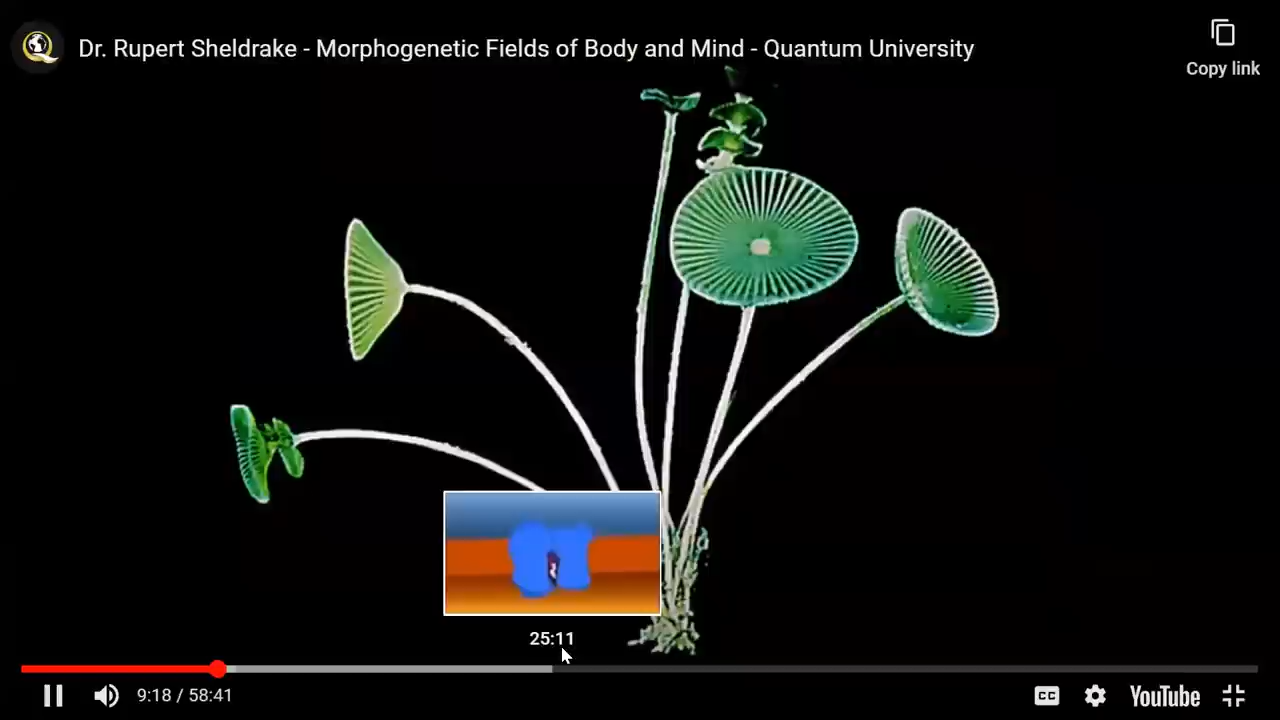 Dr. Rupert Sheldrake - Morphogenetic Fields of Body and Mind - Quantum University
Copy link
25:11
9:18 / 58:41
CC
YouTube